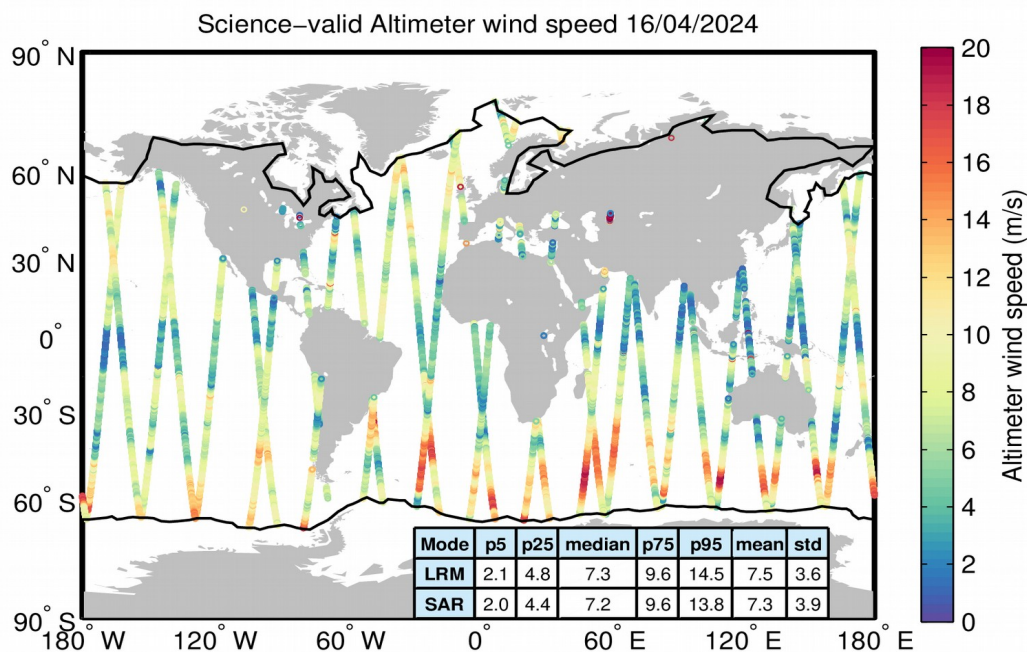 Science−valid Altimeter wind speed 16/04/2024
90° N
60° N
30° N
0°
30° S
60° S
90° S
180° W
120° W
60° W
0°
60° E
120° E
180° E
Mode p5 p25 median p75 p95 mean std
LRM 2.1 4.8 7.3 9.6 14.5 7.5 3.6
SAR 2.0 4.4 7.2 9.6 13.8 7.3 3.9
20
18
16
14
12
10
8
6
4
2
0
Altimeter wind speed (m/s)